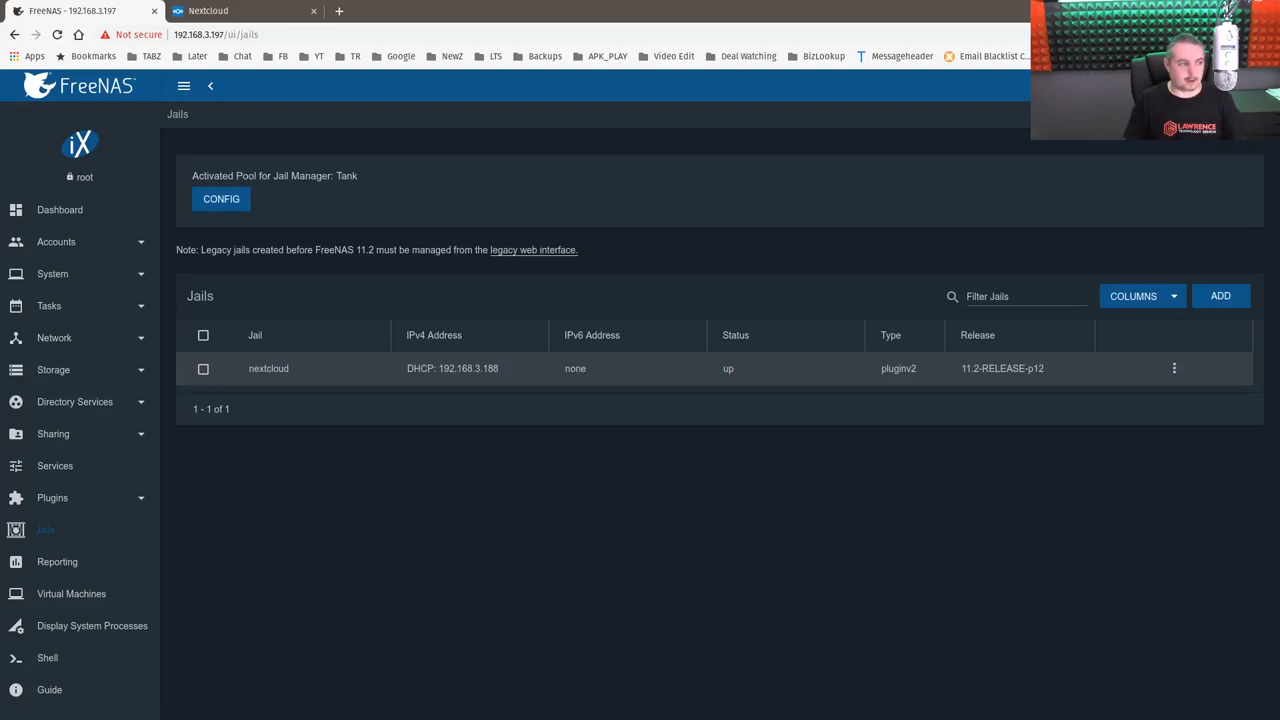 FreeNAS - 192.168.3.197
Nextcloud
Not secure
192.168.3.197/ui/jails
Apps
Bookmarks
TABZ
Later
Chat
FB
YT
TR
Google
NewZ
LTS
Backups
APK_PLAY
Video Edit
Deal Watching
BizLookup
Messageheader
Email Blacklist C...
FreeNAS
LAWRENCE
Jails
iX
root
Activated Pool for Jail Manager: Tank
CONFIG
Dashboard
Accounts
Note: Legacy jails created before FreeNAS 11.2 must be managed from the legacy web interface.
System
Jails
Filter Jails
COLUMNS
ADD
Tasks
Network
Jail
IPv4 Address
IPv6 Address
Status
Type
Release
Storage
nextcloud
DHCP: 192.168.3.188
none
up
pluginv2
11.2-RELEASE-p12
Directory Services
1 - 1 of 1
Sharing
Services
Plugins
Jails
Reporting
Virtual Machines
Display System Processes
Shell
Guide